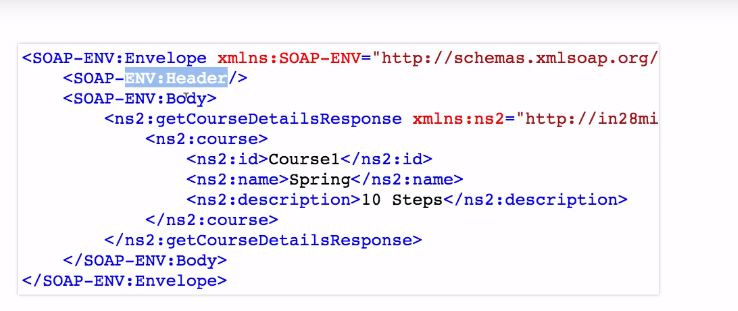 <SOAP-ENV:Envelope xmlns:SOAP-ENV="http://schemas.xmlsoap.org/
<SOAP-ENV:Header/>
<SOAP-ENV:Body>
<ns2:getCourseDetailsResponse xmlns:ns2="http://in28mi
<ns2:course>
<ns2:id>Course1</ns2:id>
<ns2:name>Spring</ns2:name>
<ns2:description>10 Steps</ns2:description>
</ns2:course>
</ns2:getCourseDetailsResponse>
</SOAP-ENV:Body>
</SOAP-ENV:Envelope>